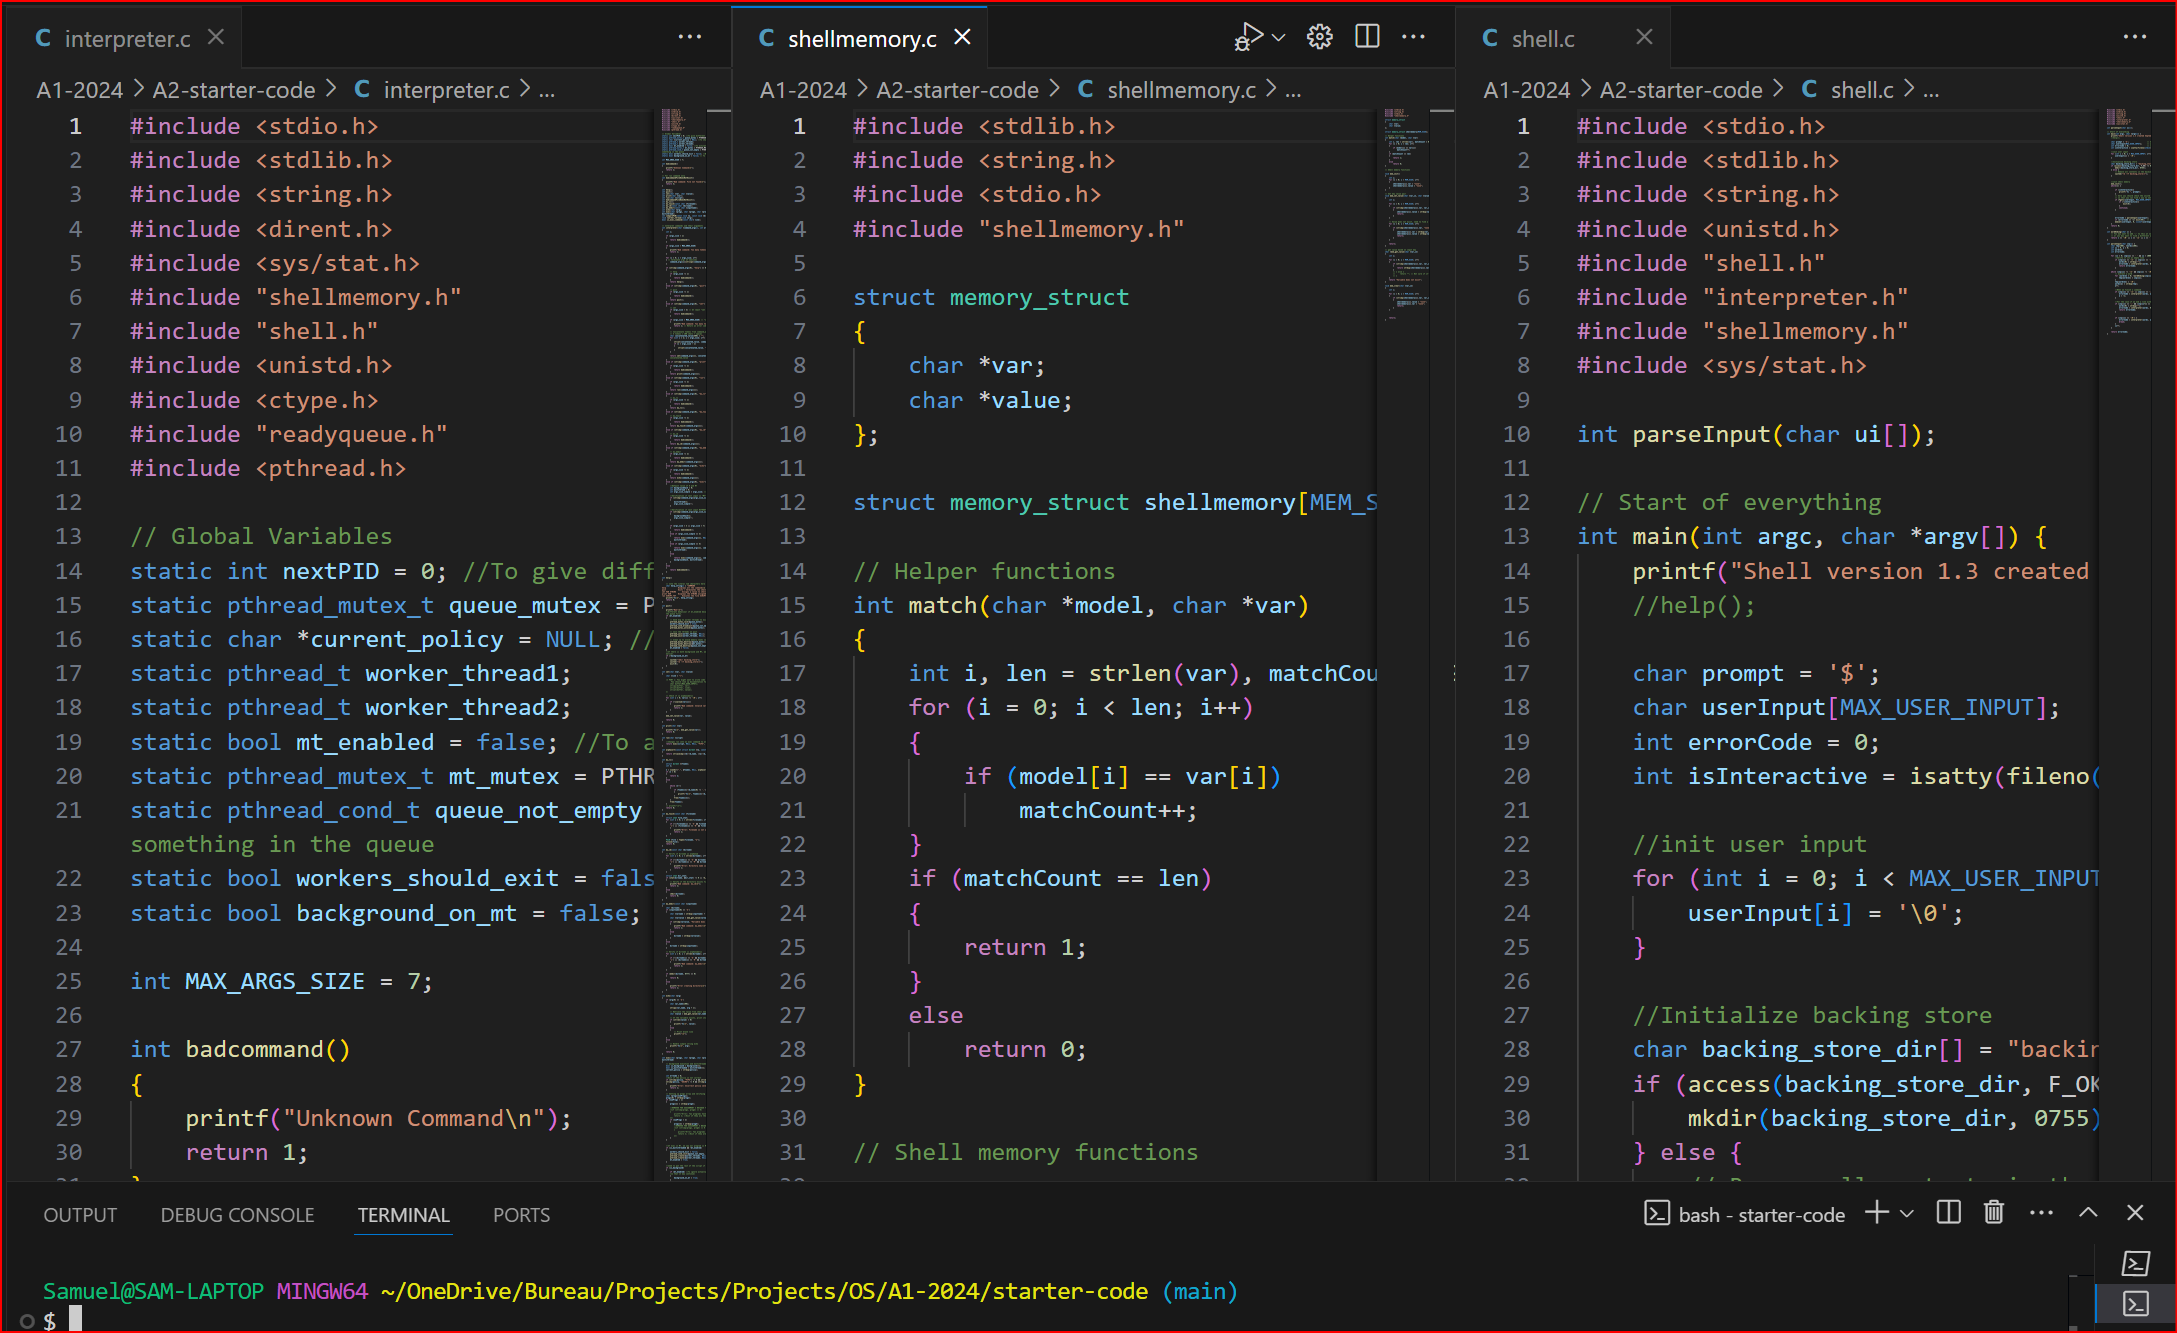 interpreter.c
A1-2024 > A2-starter-code > C interpreter.c > ...
1 #include <stdio.h>
2 #include <stdlib.h>
3 #include <string.h>
4 #include <dirent.h>
5 #include <sys/stat.h>
6 #include "shellmemory.h"
7 #include "shell.h"
8 #include <unistd.h>
9 #include <ctype.h>
10 #include "readyqueue.h"
11 #include <pthread.h>
12
13 // Global Variables
14 static int nextPID = 0; //To give diff
15 static pthread_mutex_t queue_mutex = P
16 static char *current_policy = NULL; //
17 static pthread_t worker_thread1;
18 static pthread_t worker_thread2;
19 static bool mt_enabled = false; //To a
20 static pthread_mutex_t mt_mutex = PTHR
21 static pthread_cond_t queue_not_empty
something in the queue
22 static bool workers_should_exit = fals
23 static bool background_on_mt = false;
24
25 int MAX_ARGS_SIZE = 7;
26
27 int badcommand()
28 {
29 printf("Unknown Command\n");
30 return 1;
C shellmemory.c
A1-2024 > A2-starter-code > C shellmemory.c > ...
1 #include <stdlib.h>
2 #include <string.h>
3 #include <stdio.h>
4 #include "shellmemory.h"
5
6 struct memory_struct
7 {
8 char *var;
9 char *value;
10 };
11
12 struct memory_struct shellmemory[MEM_S
13
14 // Helper functions
15 int match(char *model, char *var)
16 {
17 int i, len = strlen(var), matchCou
18 for (i = 0; i < len; i++)
19 {
20 if (model[i] == var[i])
21 matchCount++;
22 }
23 if (matchCount == len)
24 {
25 return 1;
26 }
27 else
28 return 0;
29 }
30
31 // Shell memory functions
C shell.c
A1-2024 > A2-starter-code > C shell.c > ...
1 #include <stdio.h>
2 #include <stdlib.h>
3 #include <string.h>
4 #include <unistd.h>
5 #include "shell.h"
6 #include "interpreter.h"
7 #include "shellmemory.h"
8 #include <sys/stat.h>
9
10 int parseInput(char ui[]);
11
12 // Start of everything
13 int main(int argc, char *argv[]) {
14 printf("Shell version 1.3 created
15 //help();
16
17 char prompt = '$';
18 char userInput[MAX_USER_INPUT];
19 int errorCode = 0;
20 int isInteractive = isatty(fileno(
21
22 //init user input
23 for (int i = 0; i < MAX_USER_INPUT
24 userInput[i] = '\0';
25 }
26
27 //Initialize backing store
28 char backing_store_dir[] = "backin
29 if (access(backing_store_dir, F_OK
30 mkdir(backing_store_dir, 0755)
31 } else {
OUTPUT DEBUG CONSOLE TERMINAL PORTS
bash - starter-code
Samuel@SAM-LAPTOP MINGW64 ~/OneDrive/Bureau/Projects/Projects/OS/A1-2024/starter-code (main)
$